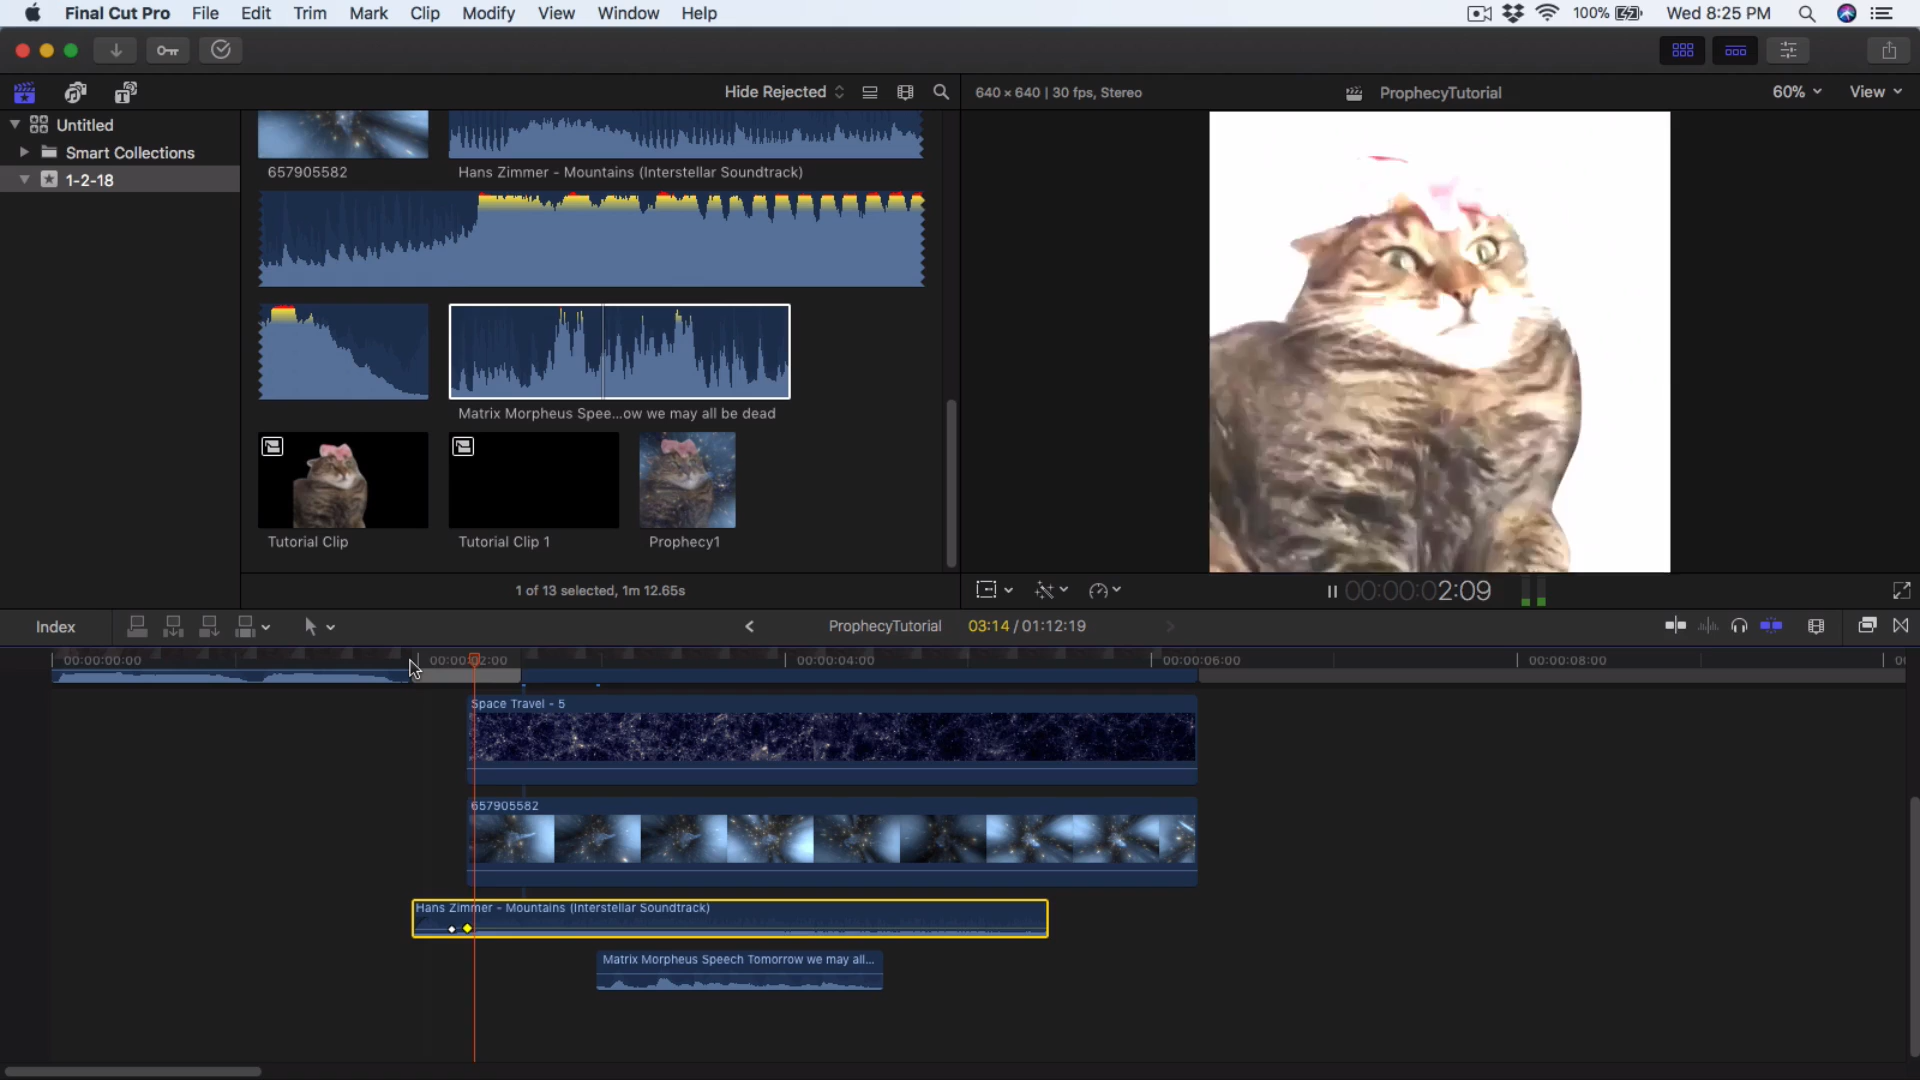 Final Cut Pro File Edit Trim Mark Clip Modify View Window Help 100% Wed 8:25 PM
Hide Rejected 640 × 640 | 30 fps, Stereo ProphecyTutorial 60% View
Untitled
Smart Collections
1-2-18
657905582 Hans Zimmer - Mountains (Interstellar Soundtrack)
Matrix Morpheus Spee...ow we may all be dead
Tutorial Clip Tutorial Clip 1 Prophecy1
1 of 13 selected, 1m 12.65s 00:00:02:09
Index ProphecyTutorial 03:14 / 01:12:19
00:00:00:00 00:00:02:00 00:00:04:00 00:00:06:00 00:00:08:00
Space Travel - 5
657905582
Hans Zimmer - Mountains (Interstellar Soundtrack)
Matrix Morpheus Speech Tomorrow we may all...